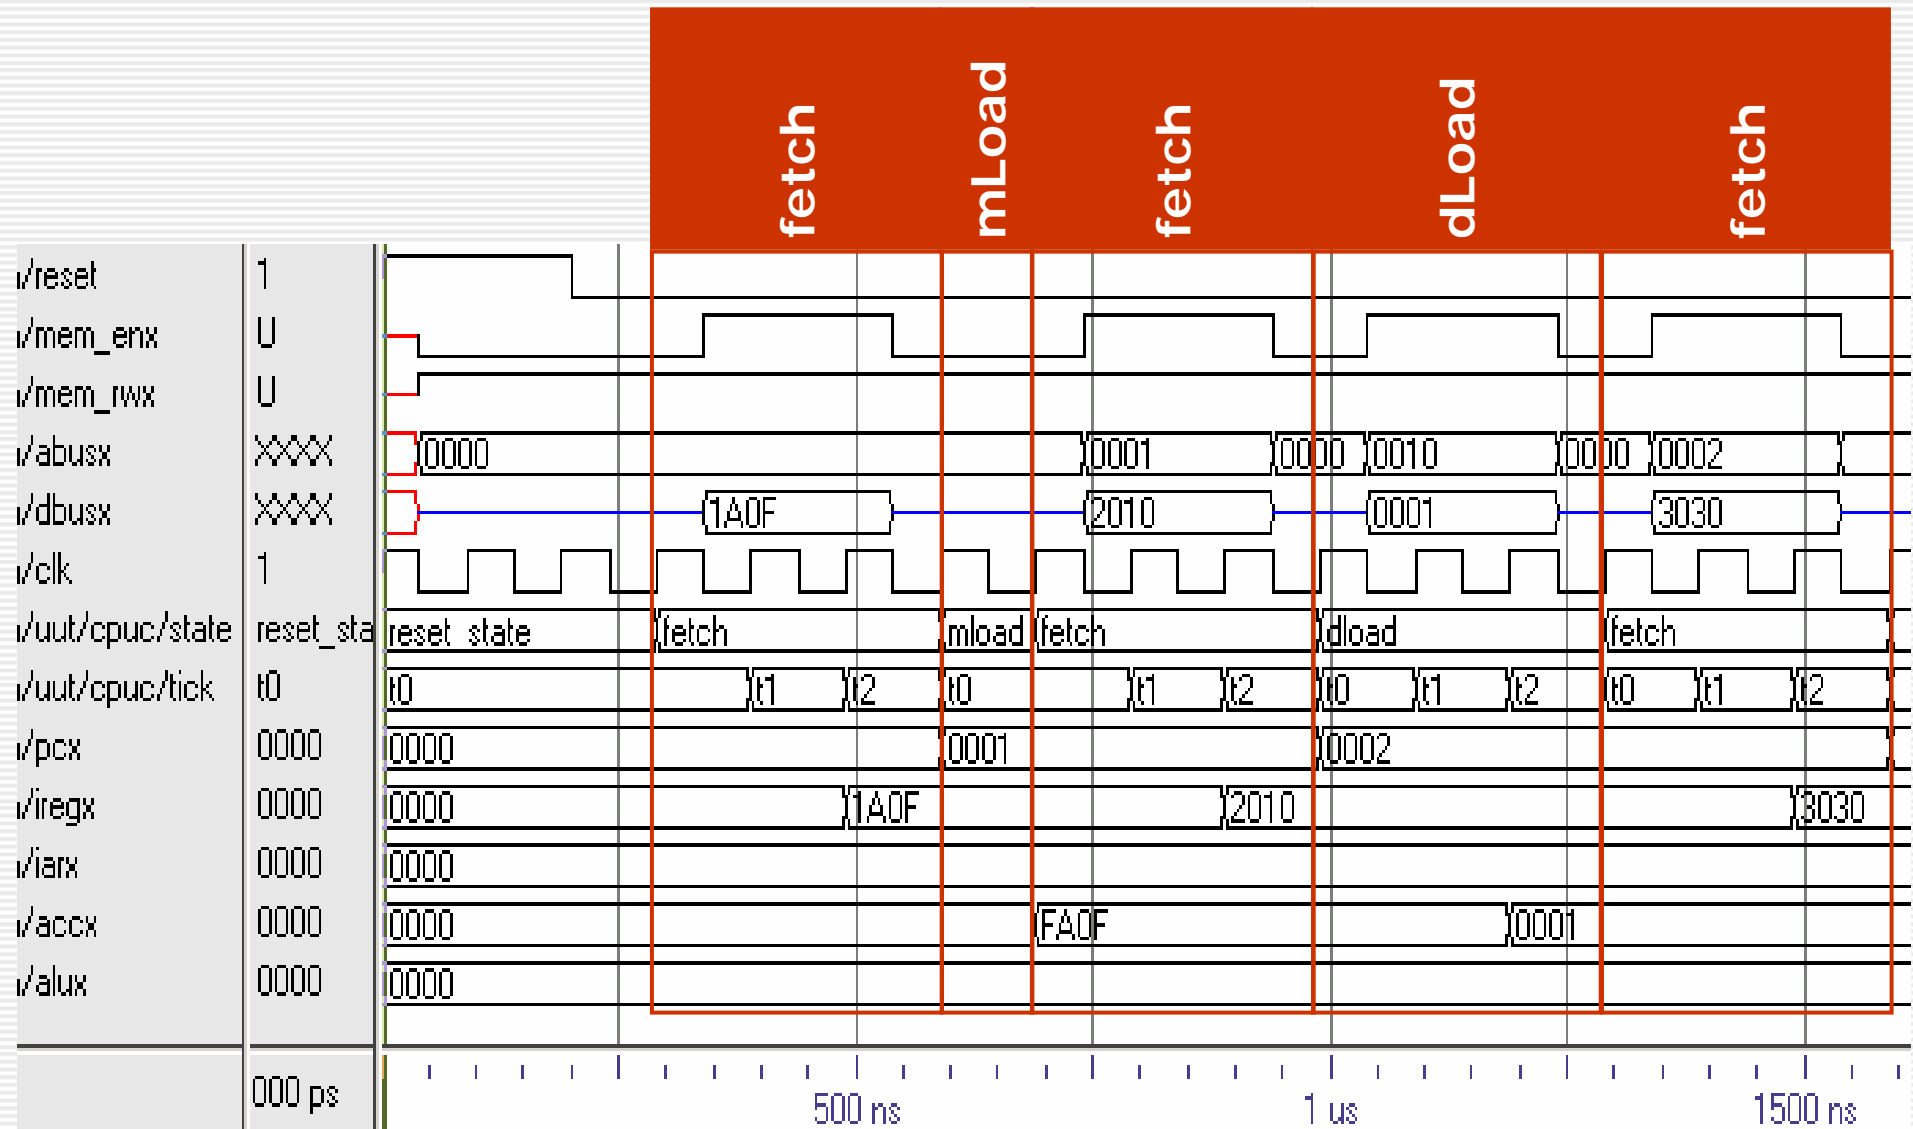 fetch mLoad fetch dLoad fetch
/reset 1
/mem_enx U
/mem_rwx U
/abusx XXXX 0000 0001 0000 0010 0000 0002
/dbusx XXXX 1A0F 2010 0001 3030
/clk 1
/uut/cpuc/state reset_sta reset_state fetch mload fetch dload fetch
/uut/cpuc/tick t0 t0 t1 t2 t0 t1 t2 t0 t1 t2 t0 t1 t2
/pcx 0000 0000 0001 0002
/iregx 0000 0000 1A0F 2010 3030
/iarx 0000 0000
/accx 0000 0000 FA0F 0001
/alux 0000 0000
000 ps 500 ns 1 us 1500 ns